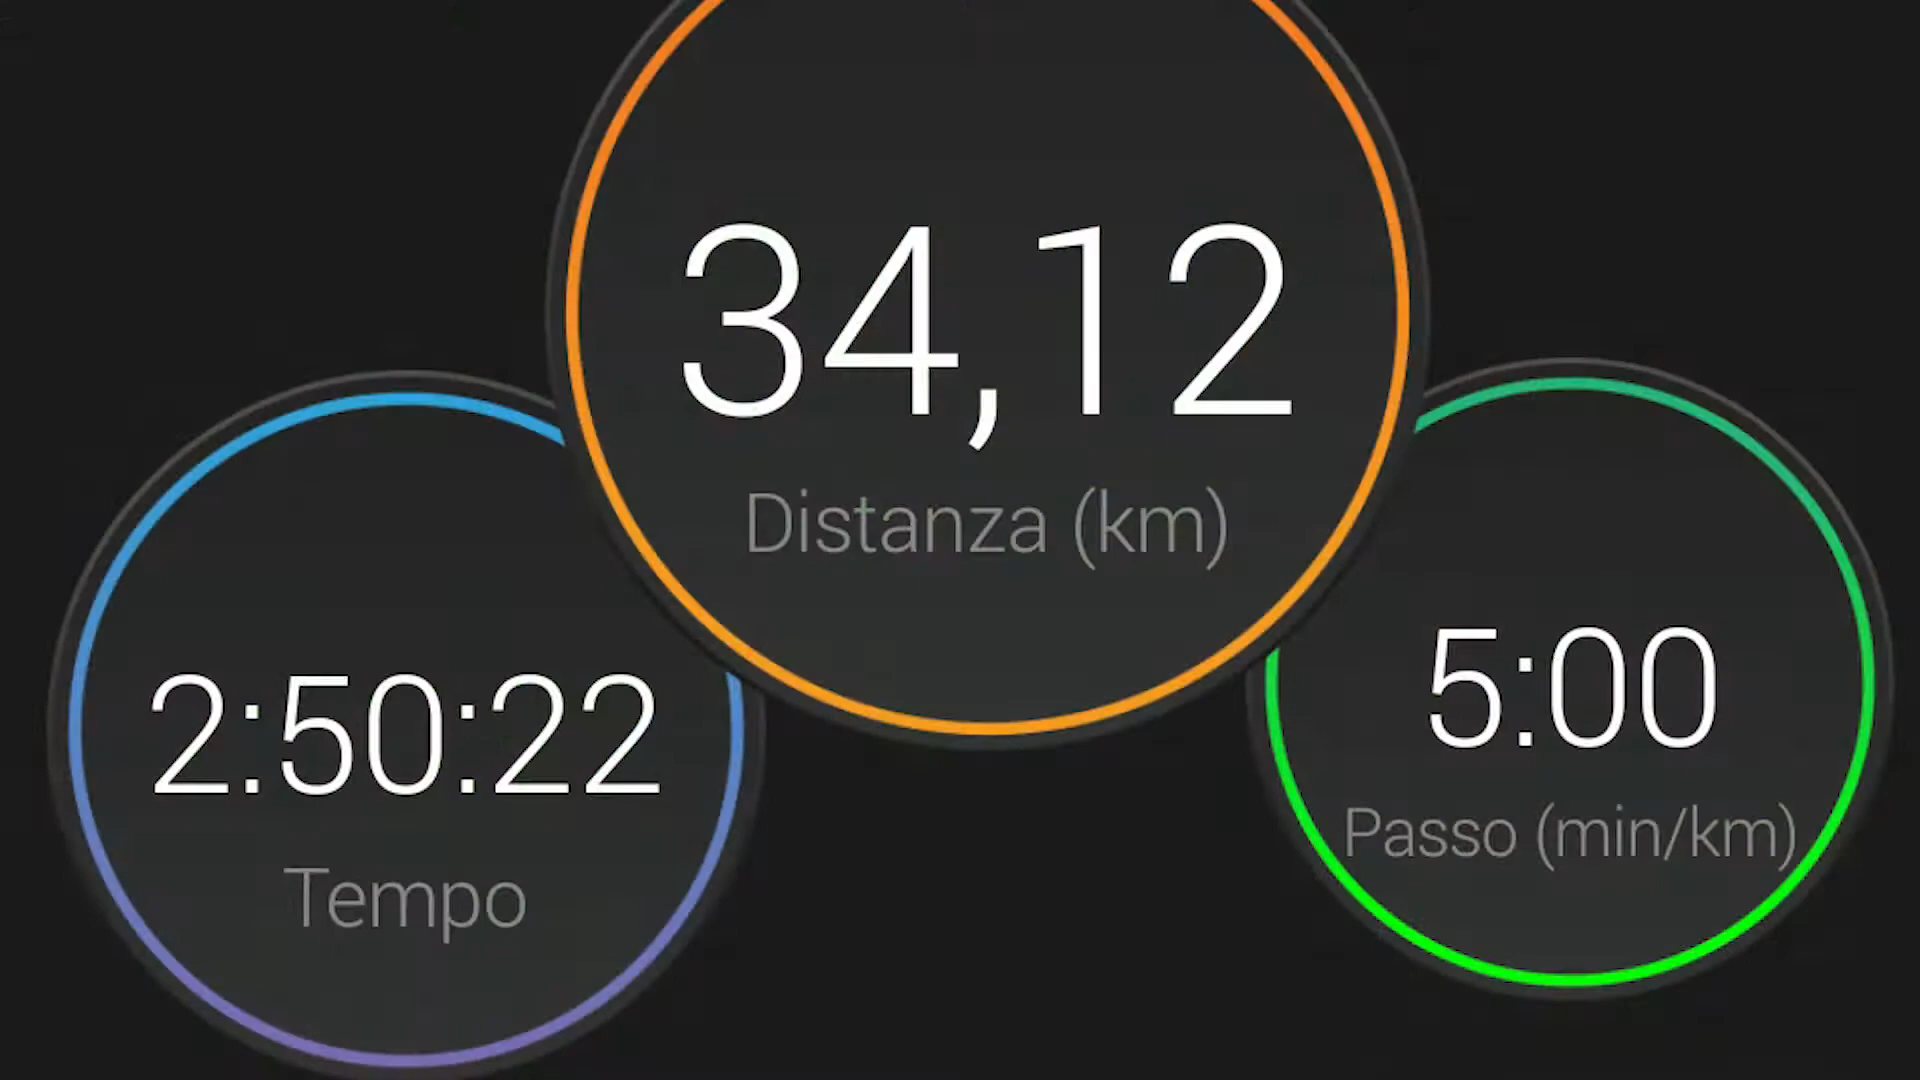 34,12
Distanza (km)
2:50:22
Tempo
5:00
Passo (min/km)